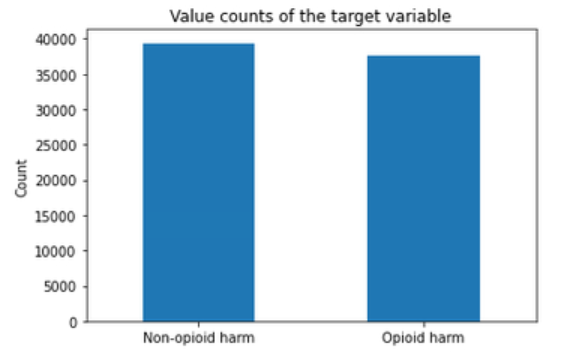 Value counts of the target variable
40000
35000
30000
25000
20000
15000
10000
5000
0
Count
Non-opioid harm
Opioid harm